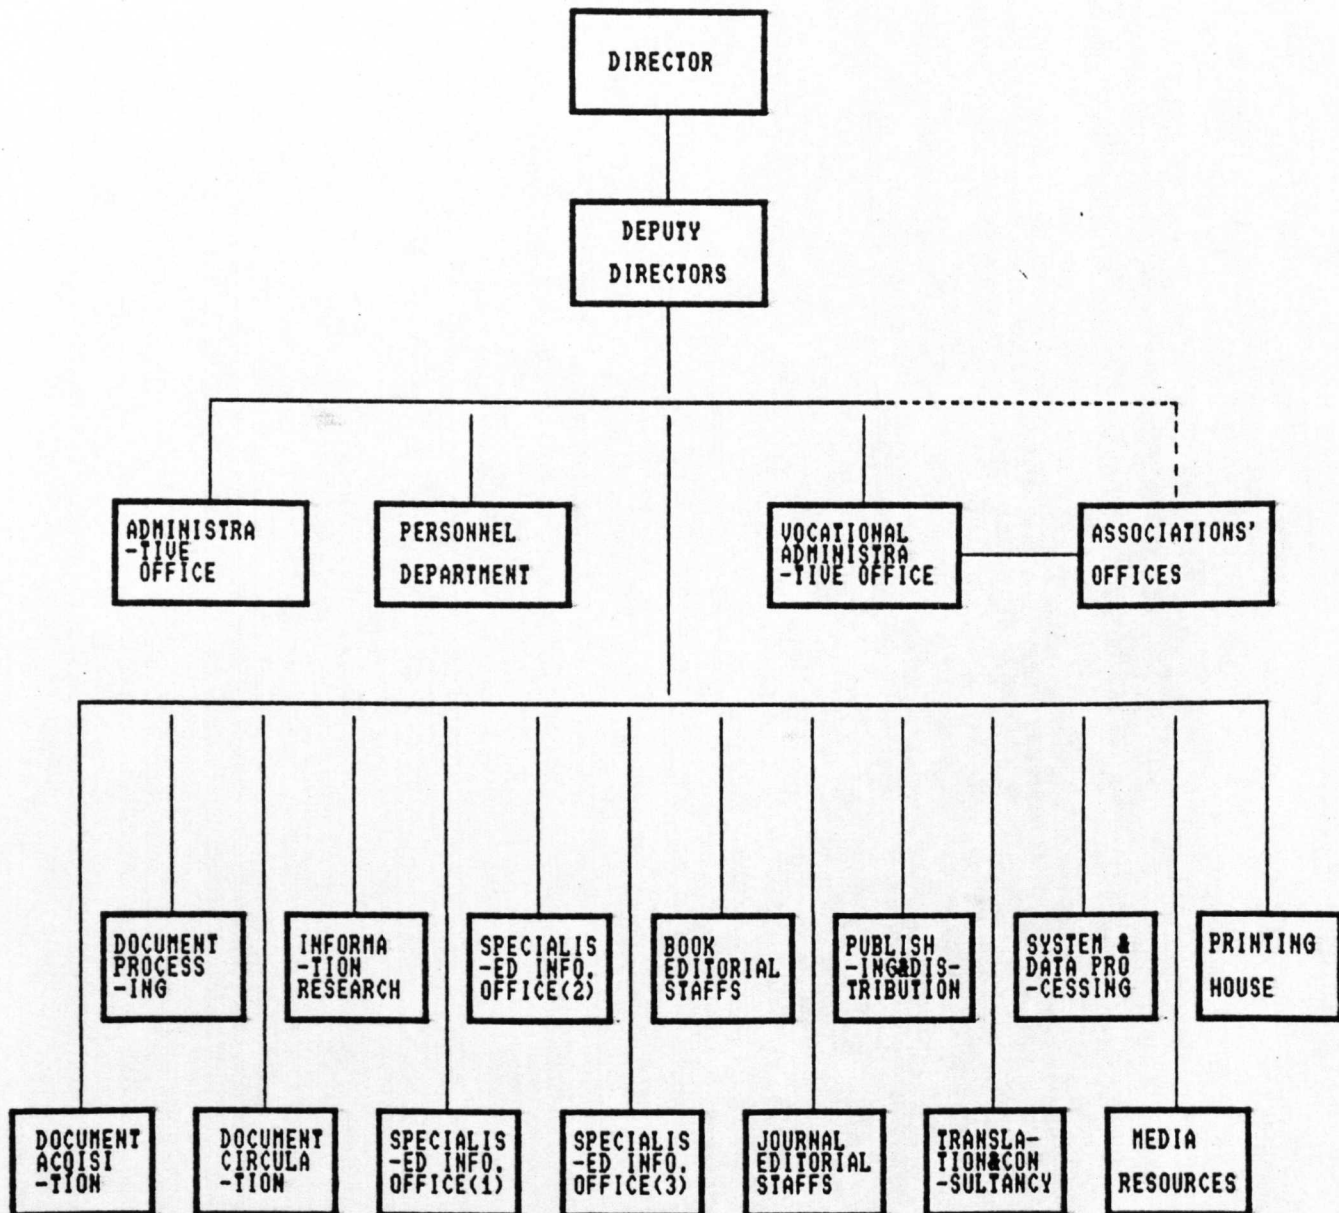 DIRECTOR
DEPUTY
DIRECTORS
ADMINISTRA
-TIVE
OFFICE
PERSONNEL
DEPARTMENT
VOCATIONAL
ADMINISTRA
-TIVE OFFICE
ASSOCIATIONS'
OFFICES
DOCUMENT
PROCESS
-ING
INFORMA
-TION
RESEARCH
SPECIALIS
-ED INFO.
OFFICE(2)
BOOK
EDITORIAL
STAFFS
PUBLISH
-ING&DIS-
TRIBUTION
SYSTEM &
DATA PRO
-CESSING
PRINTING
HOUSE
DOCUMENT
ACQISI
-TION
DOCUMENT
CIRCULA
-TION
SPECIALIS
-ED INFO.
OFFICE(1)
SPECIALIS
-ED INFO.
OFFICE(3)
JOURNAL
EDITORIAL
STAFFS
TRANSLA-
TION&CON
-SULTANCY
MEDIA
RESOURCES